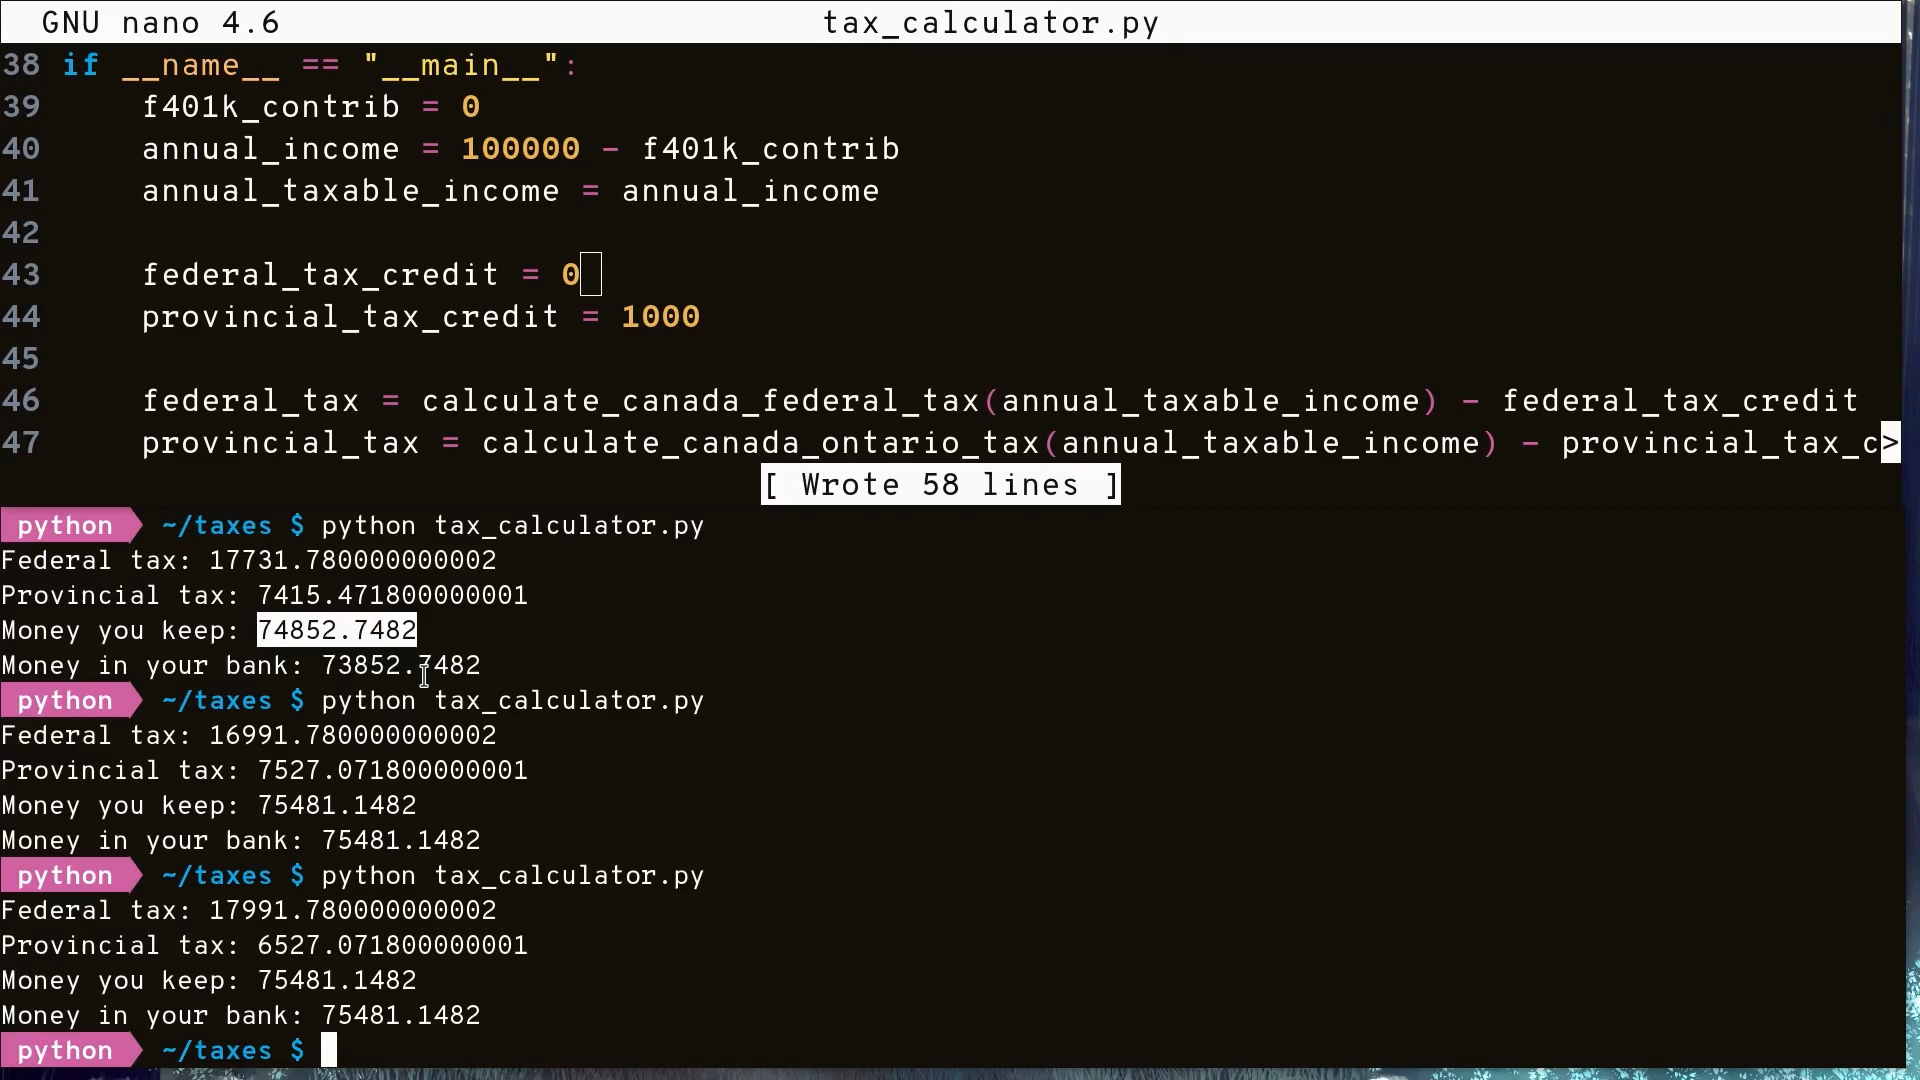 GNU nano 4.6 tax_calculator.py
38 if __name__ == "__main__":
39 f401k_contrib = 0
40 annual_income = 100000 - f401k_contrib
41 annual_taxable_income = annual_income
42
43 federal_tax_credit = 0
44 provincial_tax_credit = 1000
45
46 federal_tax = calculate_canada_federal_tax(annual_taxable_income) - federal_tax_credit
47 provincial_tax = calculate_canada_ontario_tax(annual_taxable_income) - provincial_tax_c>
[ Wrote 58 lines ]
python ~/taxes $ python tax_calculator.py
Federal tax: 17731.780000000002
Provincial tax: 7415.471800000001
Money you keep: 74852.7482
Money in your bank: 73852.7482
python ~/taxes $ python tax_calculator.py
Federal tax: 16991.780000000002
Provincial tax: 7527.071800000001
Money you keep: 75481.1482
Money in your bank: 75481.1482
python ~/taxes $ python tax_calculator.py
Federal tax: 17991.780000000002
Provincial tax: 6527.071800000001
Money you keep: 75481.1482
Money in your bank: 75481.1482
python ~/taxes $